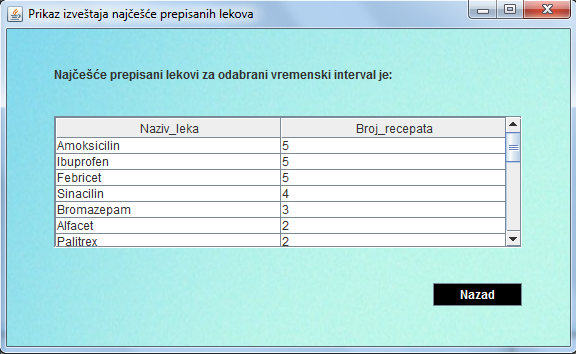 Prikaz izveštaja najčešće prepisanih lekova
Najčešće prepisani lekovi za odabrani vremenski interval je:
Naziv_leka Broj_recepata
Amoksicilin 5
Ibuprofen 5
Febricet 5
Sinacilin 4
Bromazepam 3
Alfacet 2
Palitrex 2
Nazad